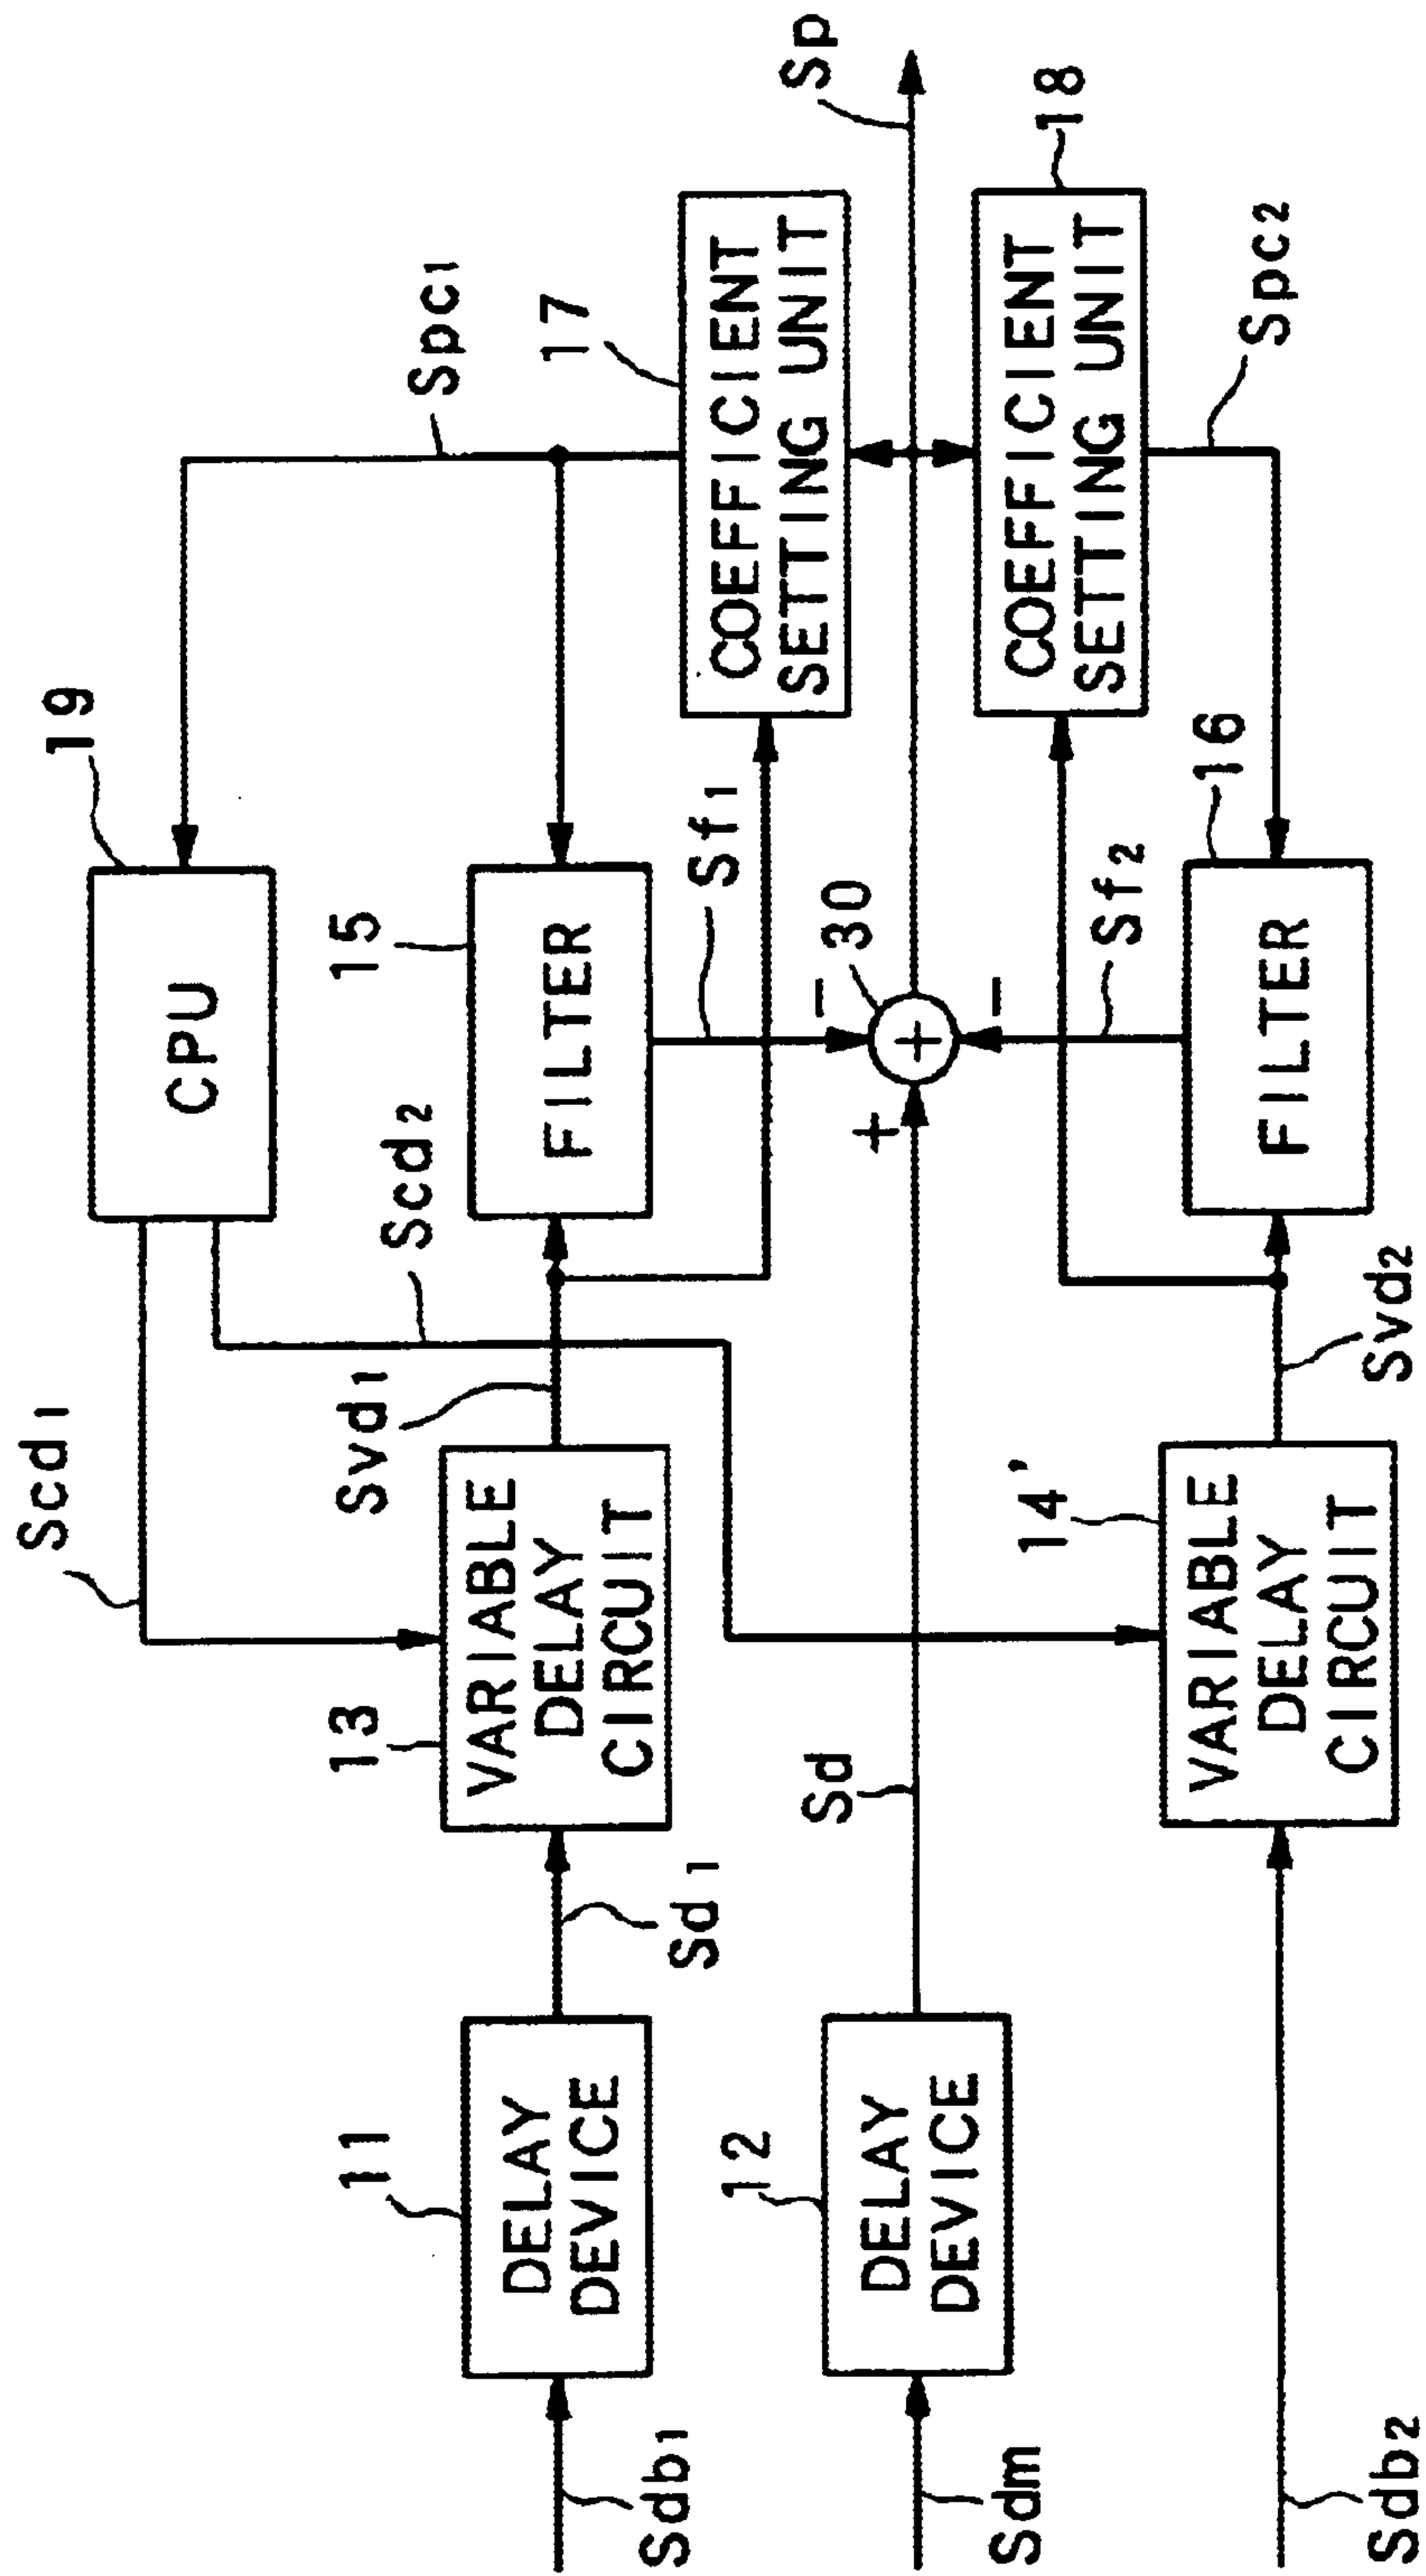 Scd1
19
CPU
Spc1
13
VARIABLE
DELAY
CIRCUIT
Svd1
Scd2
15
FILTER
17
COEFFICIENT
SETTING UNIT
Sdb1
11
DELAY
DEVICE
Sd1
Sf1
Sdm
12
DELAY
DEVICE
Sd
+
+
30
-
-
Sp
Sdb2
14'
VARIABLE
DELAY
CIRCUIT
Svd2
Sf2
16
FILTER
18
COEFFICIENT
SETTING UNIT
Spc2